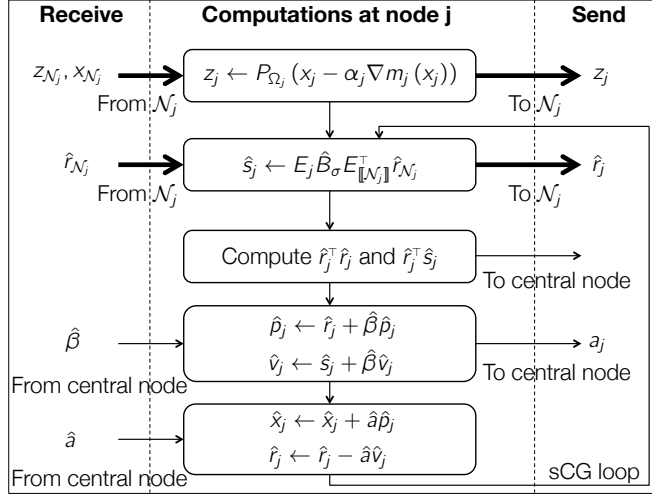 Receive Computations at node j Send
z_{𝒩_j}, x_{𝒩_j} z_j ← P_{Ω_j} (x_j − α_j∇m_j (x_j)) z_j
From 𝒩_j To 𝒩_j
r̂_{𝒩_j} ŝ_j ← E_j B̂_σ E^⊤_{⟦𝒩_j⟧} r̂_{𝒩_j} r̂_j
From 𝒩_j To 𝒩_j
Compute r̂_j^⊤ r̂_j and r̂_j^⊤ ŝ_j
To central node
p̂_j ← r̂_j + β̂p̂_j
β̂ a_j
v̂_j ← ŝ_j + β̂v̂_j
From central node To central node
x̂_j ← x̂_j + âp̂_j
â
r̂_j ← r̂_j − âv̂_j
From central node sCG loop